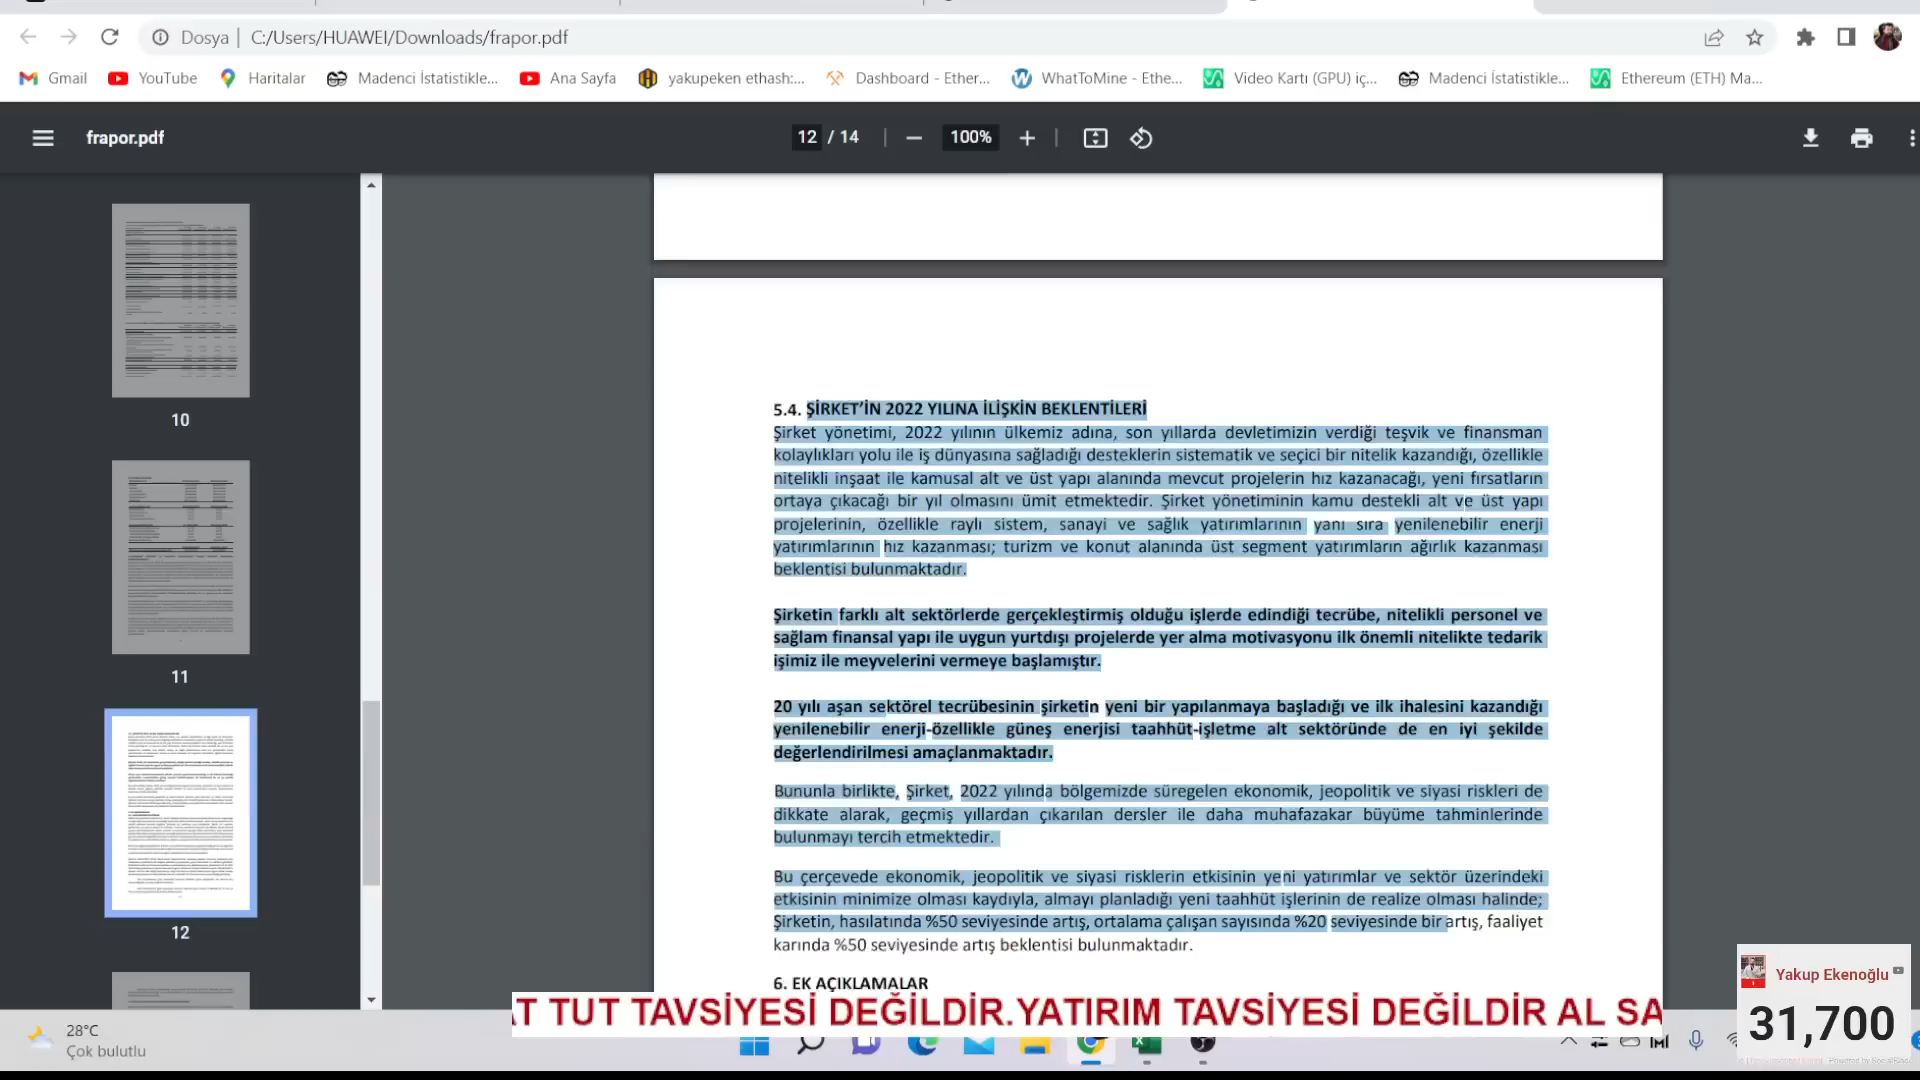 Dosya | C:/Users/HUAWEI/Downloads/frapor.pdf
Gmail YouTube Haritalar Madenci İstatistikle... Ana Sayfa yakupeken ethash:... Dashboard - Ether... WhatToMine - Ethe... Video Kartı (GPU) iç... Madenci İstatistikle... Ethereum (ETH) Ma...
frapor.pdf 12 / 14 100%
10
11
12
5.4. ŞİRKET'İN 2022 YILINA İLİŞKİN BEKLENTİLERİ
Şirket yönetimi, 2022 yılının ülkemiz adına, son yıllarda devletimizin verdiği teşvik ve finansman
kolaylıkları yolu ile iş dünyasına sağladığı desteklerin sistematik ve seçici bir nitelik kazandığı, özellikle
nitelikli inşaat ile kamusal alt ve üst yapı alanında mevcut projelerin hız kazanacağı, yeni fırsatların
ortaya çıkacağı bir yıl olmasını ümit etmektedir. Şirket yönetiminin kamu destekli alt ve üst yapı
projelerinin, özellikle raylı sistem, sanayi ve sağlık yatırımlarının yanı sıra yenilenebilir enerji
yatırımlarının hız kazanması; turizm ve konut alanında üst segment yatırımların ağırlık kazanması
beklentisi bulunmaktadır.
Şirketin farklı alt sektörlerde gerçekleştirmiş olduğu işlerde edindiği tecrübe, nitelikli personel ve
sağlam finansal yapı ile uygun yurtdışı projelerde yer alma motivasyonu ilk önemli nitelikte tedarik
işimiz ile meyvelerini vermeye başlamıştır.
20 yılı aşan sektörel tecrübesinin şirketin yeni bir yapılanmaya başladığı ve ilk ihalesini kazandığı
yenilenebilir enerji-özellikle güneş enerjisi taahhüt-işletme alt sektöründe de en iyi şekilde
değerlendirilmesi amaçlanmaktadır.
Bununla birlikte, Şirket, 2022 yılında bölgemizde süregelen ekonomik, jeopolitik ve siyasi riskleri de
dikkate alarak, geçmiş yıllardan çıkarılan dersler ile daha muhafazakar büyüme tahminlerinde
bulunmayı tercih etmektedir.
Bu çerçevede ekonomik, jeopolitik ve siyasi risklerin etkisinin yeni yatırımlar ve sektör üzerindeki
etkisinin minimize olması kaydıyla, almayı planladığı yeni taahhüt işlerinin de realize olması halinde;
Şirketin, hasılatında %50 seviyesinde artış, ortalama çalışan sayısında %20 seviyesinde bir artış, faaliyet
karında %50 seviyesinde artış beklentisi bulunmaktadır.
6. EK AÇIKLAMALAR
AT TUT TAVSİYESİ DEĞİLDİR.YATIRIM TAVSİYESİ DEĞİLDİR AL SA
Yakup Ekenoğlu
31,700
28°C
Çok bulutlu